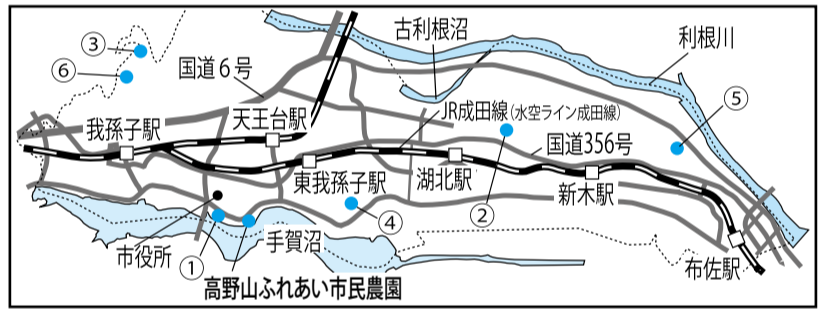 ③
⑥
国道6号
古利根沼
利根川
⑤
我孫子駅
天王台駅
JR成田線(水空ライン成田線)
国道356号
東我孫子駅
湖北駅
②
新木駅
④
市役所
①
手賀沼
高野山ふれあい市民農園
布佐駅